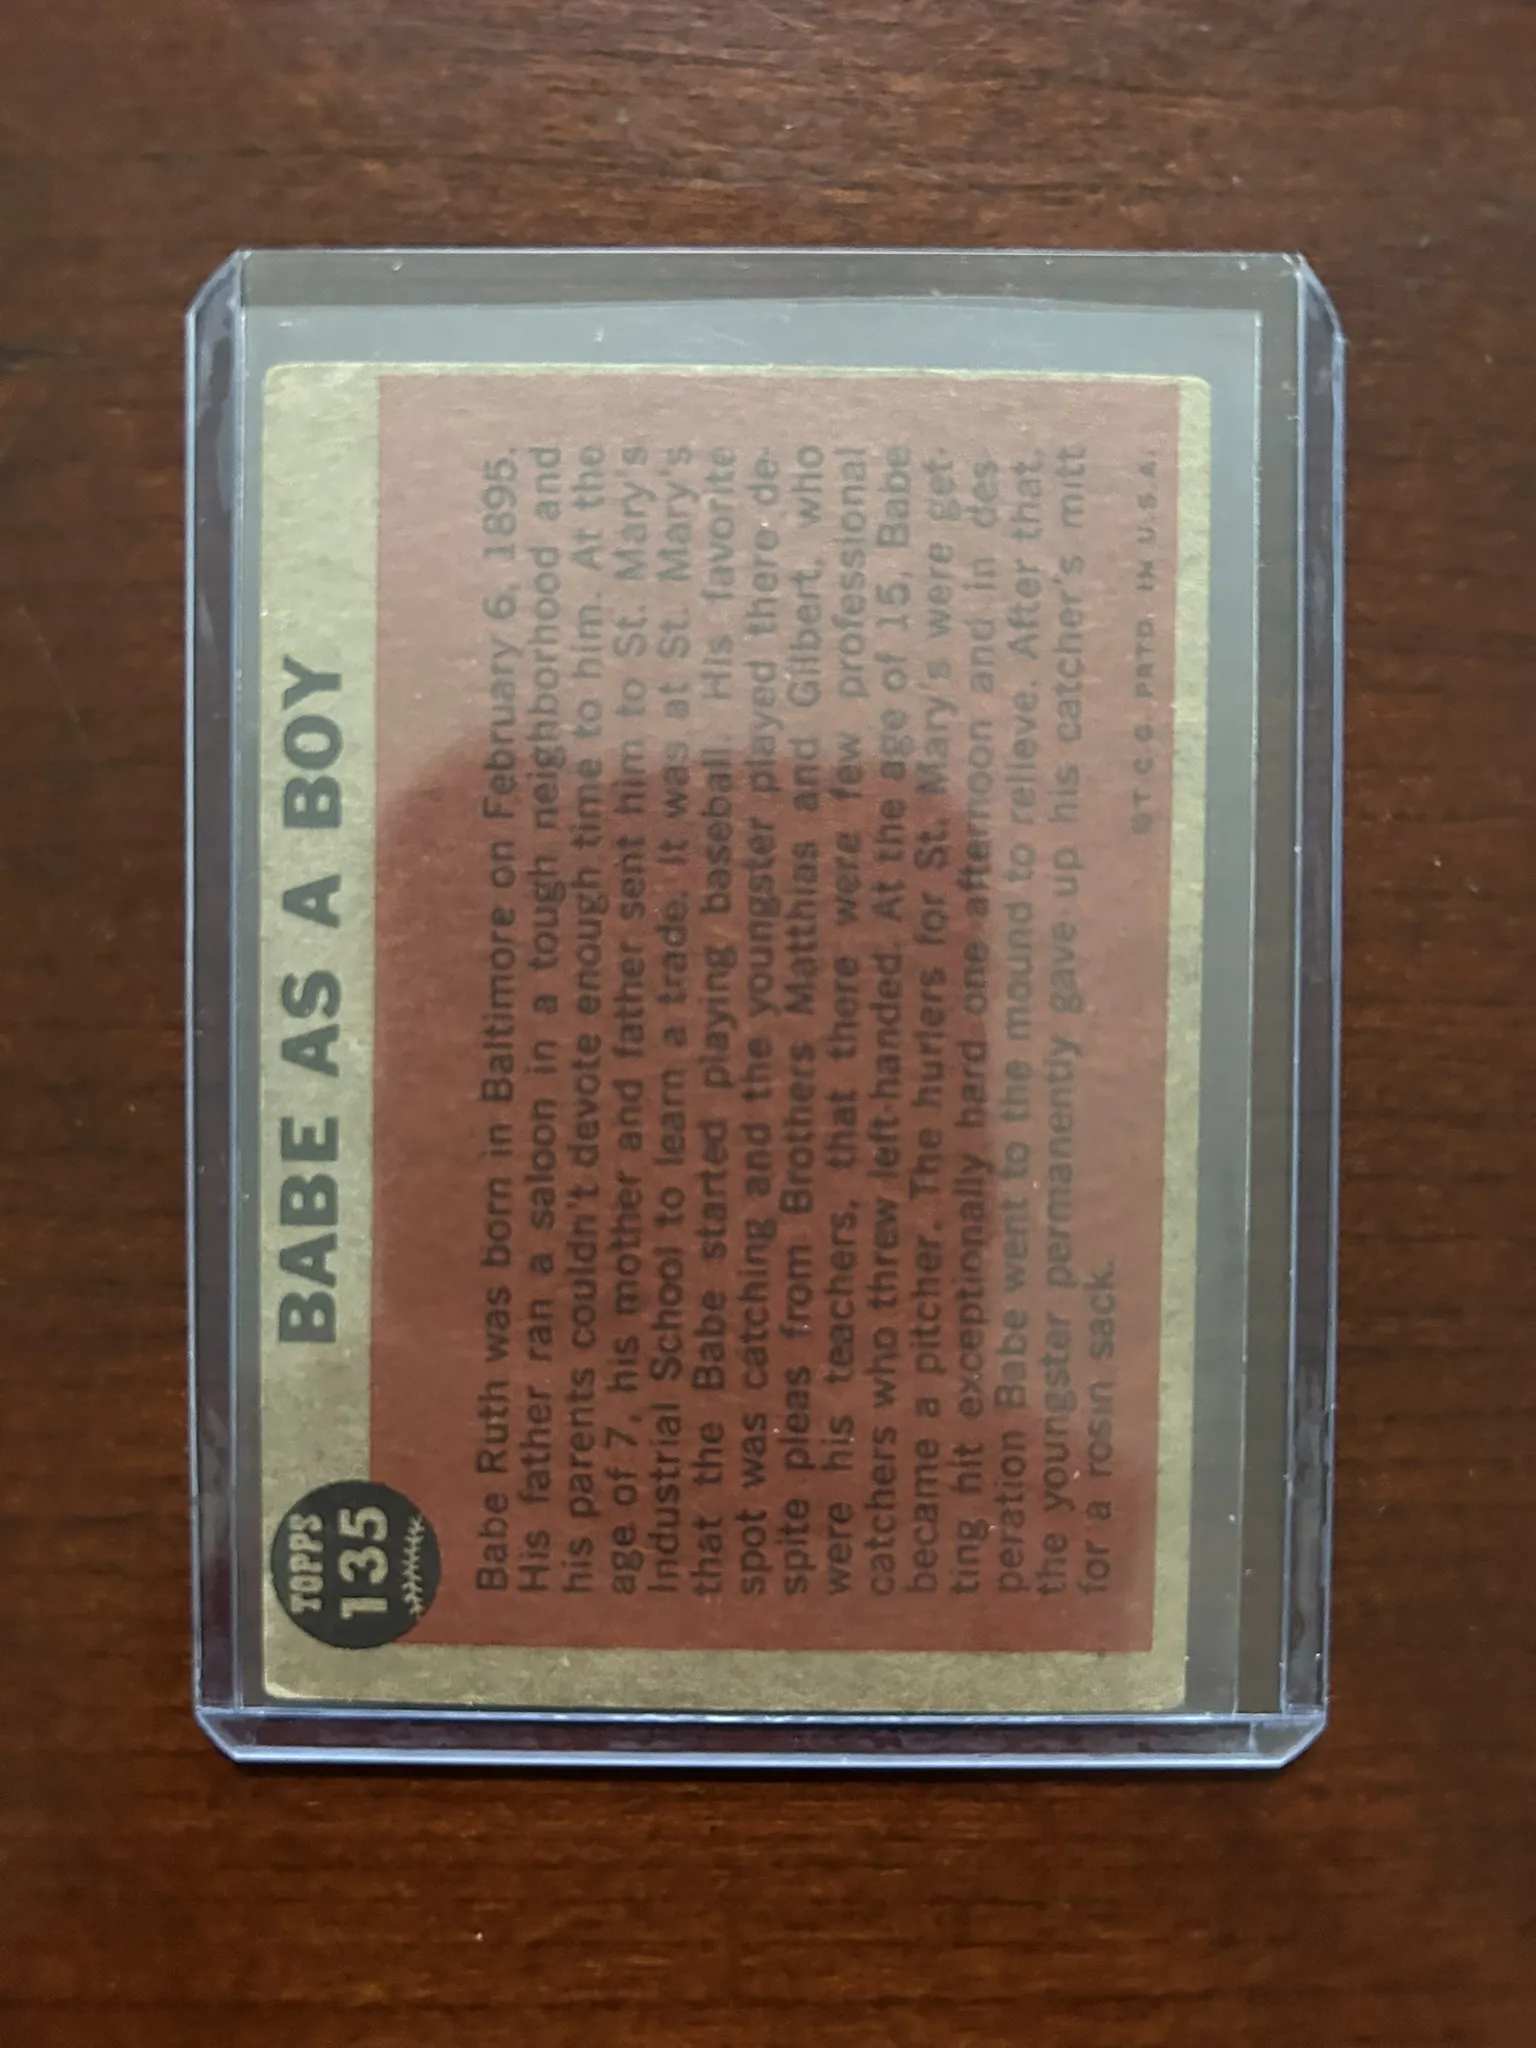 TOPPS
135
BABE AS A BOY
Babe Ruth was born in Baltimore on February 6, 1895.
His father ran a saloon in a tough neighborhood and
his parents couldn't devote enough time to him. At the
age of 7, his mother and father sent him to St. Mary's
Industrial School to learn a trade. It was at St. Mary's
that the Babe started playing baseball. His favorite
spot was catching and the youngster played there de-
spite pleas from Brothers Matthias and Gilbert, who
were his teachers, that there were few professional
catchers who threw left-handed. At the age of 15, Babe
became a pitcher. The hurlers for St. Mary's were get-
ting hit exceptionally hard one afternoon and in des-
peration Babe went to the mound to relieve. After that,
the youngster permanently gave up his catcher's mitt
for a rosin sack.
©T.C.G. PRTD. IN U.S.A.